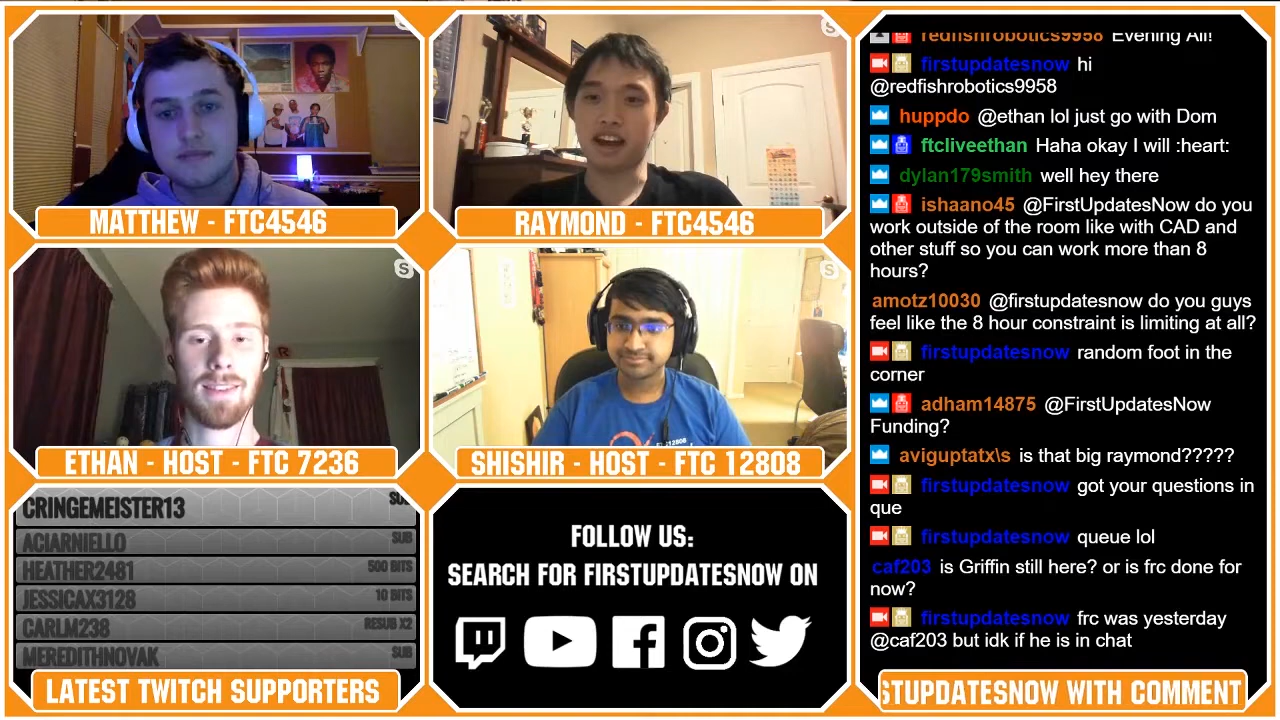 MATTHEW - FTC4546
RAYMOND - FTC4546
ETHAN - HOST - FTC 7236
SHISHIR - HOST - FTC 12808
CRINGEMEISTER13 SUB
ACIARNIELLO SUB
HEATHER2481 500 BITS
JESSICAX3128 10 BITS
CARLM238 RESUB X2
MEREDITHNOVAK SUB
LATEST TWITCH SUPPORTERS
FOLLOW US:
SEARCH FOR FIRSTUPDATESNOW ON
redfishrobotics9958 Evening All!
firstupdatesnow hi
@redfishrobotics9958
huppdo @ethan lol just go with Dom
ftcliveethan Haha okay I will :heart:
dylan179smith well hey there
ishaano45 @FirstUpdatesNow do you
work outside of the room like with CAD and
other stuff so you can work more than 8
hours?
amotz10030 @firstupdatesnow do you guys
feel like the 8 hour constraint is limiting at all?
firstupdatesnow random foot in the
corner
adham14875 @FirstUpdatesNow
Funding?
aviguptatx\s is that big raymond?????
firstupdatesnow got your questions in
que
firstupdatesnow queue lol
caf203 is Griffin still here? or is frc done for
now?
firstupdatesnow frc was yesterday
@caf203 but idk if he is in chat
STUPDATESNOW WITH COMMENT